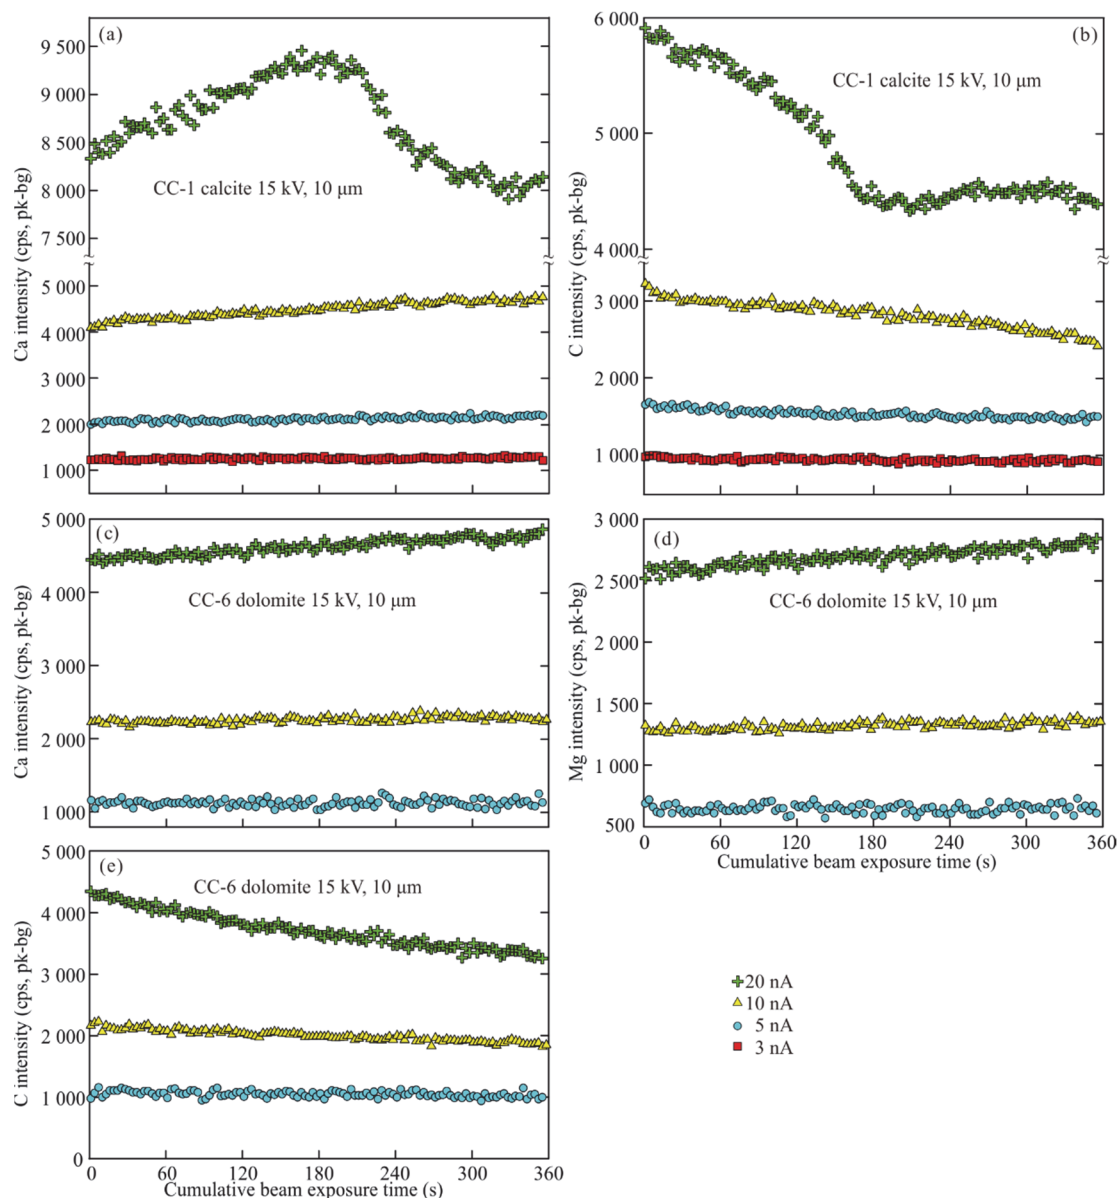 (a)
Ca intensity (cps, pk-bg)
9 500
9 000
8 500
8 000
7 500
5 000
4 000
3 000
2 000
1 000
CC-1 calcite 15 kV, 10 µm
(b)
C intensity (cps, pk-bg)
6 000
5 000
4 000
3 000
2 000
1 000
CC-1 calcite 15 kV, 10 µm
(c)
Ca intensity (cps, pk-bg)
5 000
4 000
3 000
2 000
1 000
CC-6 dolomite 15 kV, 10 µm
(d)
Mg intensity (cps, pk-bg)
3 000
2 500
2 000
1 500
1 000
500
CC-6 dolomite 15 kV, 10 µm
0 60 120 180 240 300 360
Cumulative beam exposure time (s)
(e)
C intensity (cps, pk-bg)
5 000
4 000
3 000
2 000
1 000
0
CC-6 dolomite 15 kV, 10 µm
0 60 120 180 240 300 360
Cumulative beam exposure time (s)
20 nA
10 nA
5 nA
3 nA